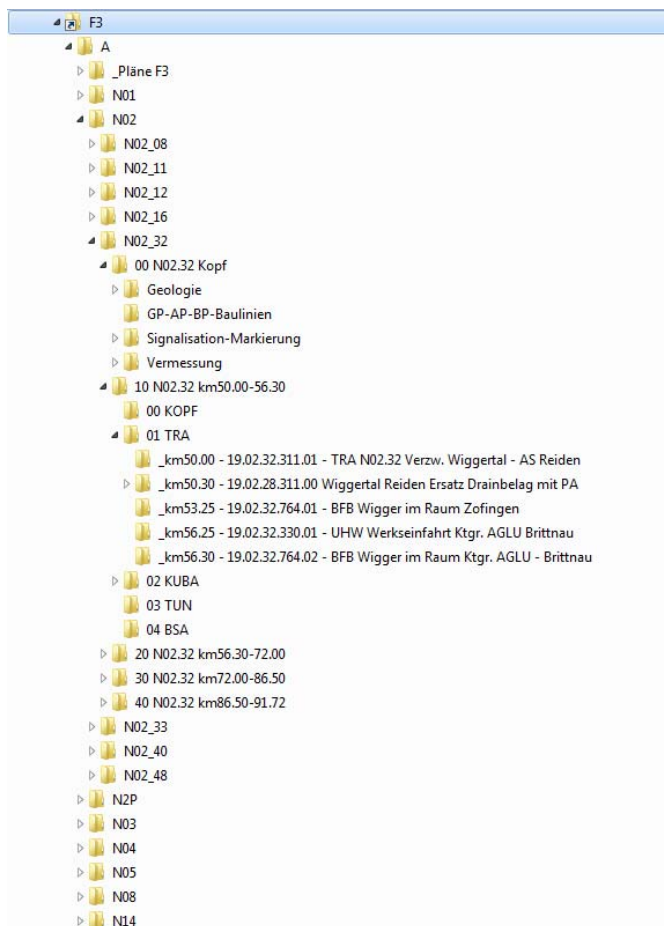 F3
A
_Pläne F3
N01
N02
N02_08
N02_11
N02_12
N02_16
N02_32
00 N02.32 Kopf
Geologie
GP-AP-BP-Baulinien
Signalisation-Markierung
Vermessung
10 N02.32 km50.00-56.30
00 KOPF
01 TRA
_km50.00 - 19.02.32.311.01 - TRA N02.32 Verzw. Wiggertal - AS Reiden
_km50.30 - 19.02.28.311.00 Wiggertal Reiden Ersatz Drainbelag mit PA
_km53.25 - 19.02.32.764.01 - BFB Wigger im Raum Zofingen
_km56.25 - 19.02.32.330.01 - UHW Werkseinfahrt Ktgr. AGLU Brittnau
_km56.30 - 19.02.32.764.02 - BFB Wigger im Raum Ktgr. AGLU - Brittnau
02 KUBA
03 TUN
04 BSA
20 N02.32 km56.30-72.00
30 N02.32 km72.00-86.50
40 N02.32 km86.50-91.72
N02_33
N02_40
N02_48
N2P
N03
N04
N05
N08
N14